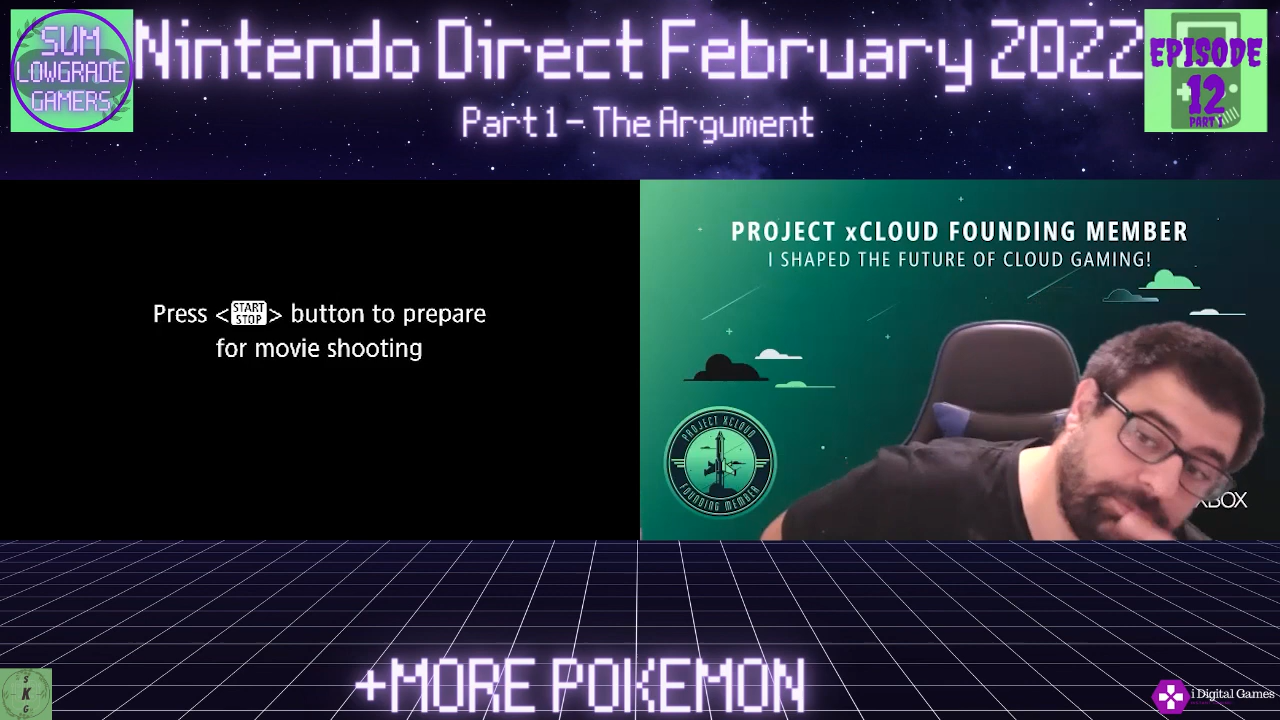 SUM
LOWGRADE
GAMERS
Nintendo Direct February 2022
Part 1 - The Argument
EPISODE
12
PART 1
Press <START STOP> button to prepare
for movie shooting
PROJECT xCLOUD FOUNDING MEMBER
I SHAPED THE FUTURE OF CLOUD GAMING!
PROJECT XCLOUD
FOUNDING MEMBER
XBOX
+MORE POKEMON
S
K
G
i Digital Games